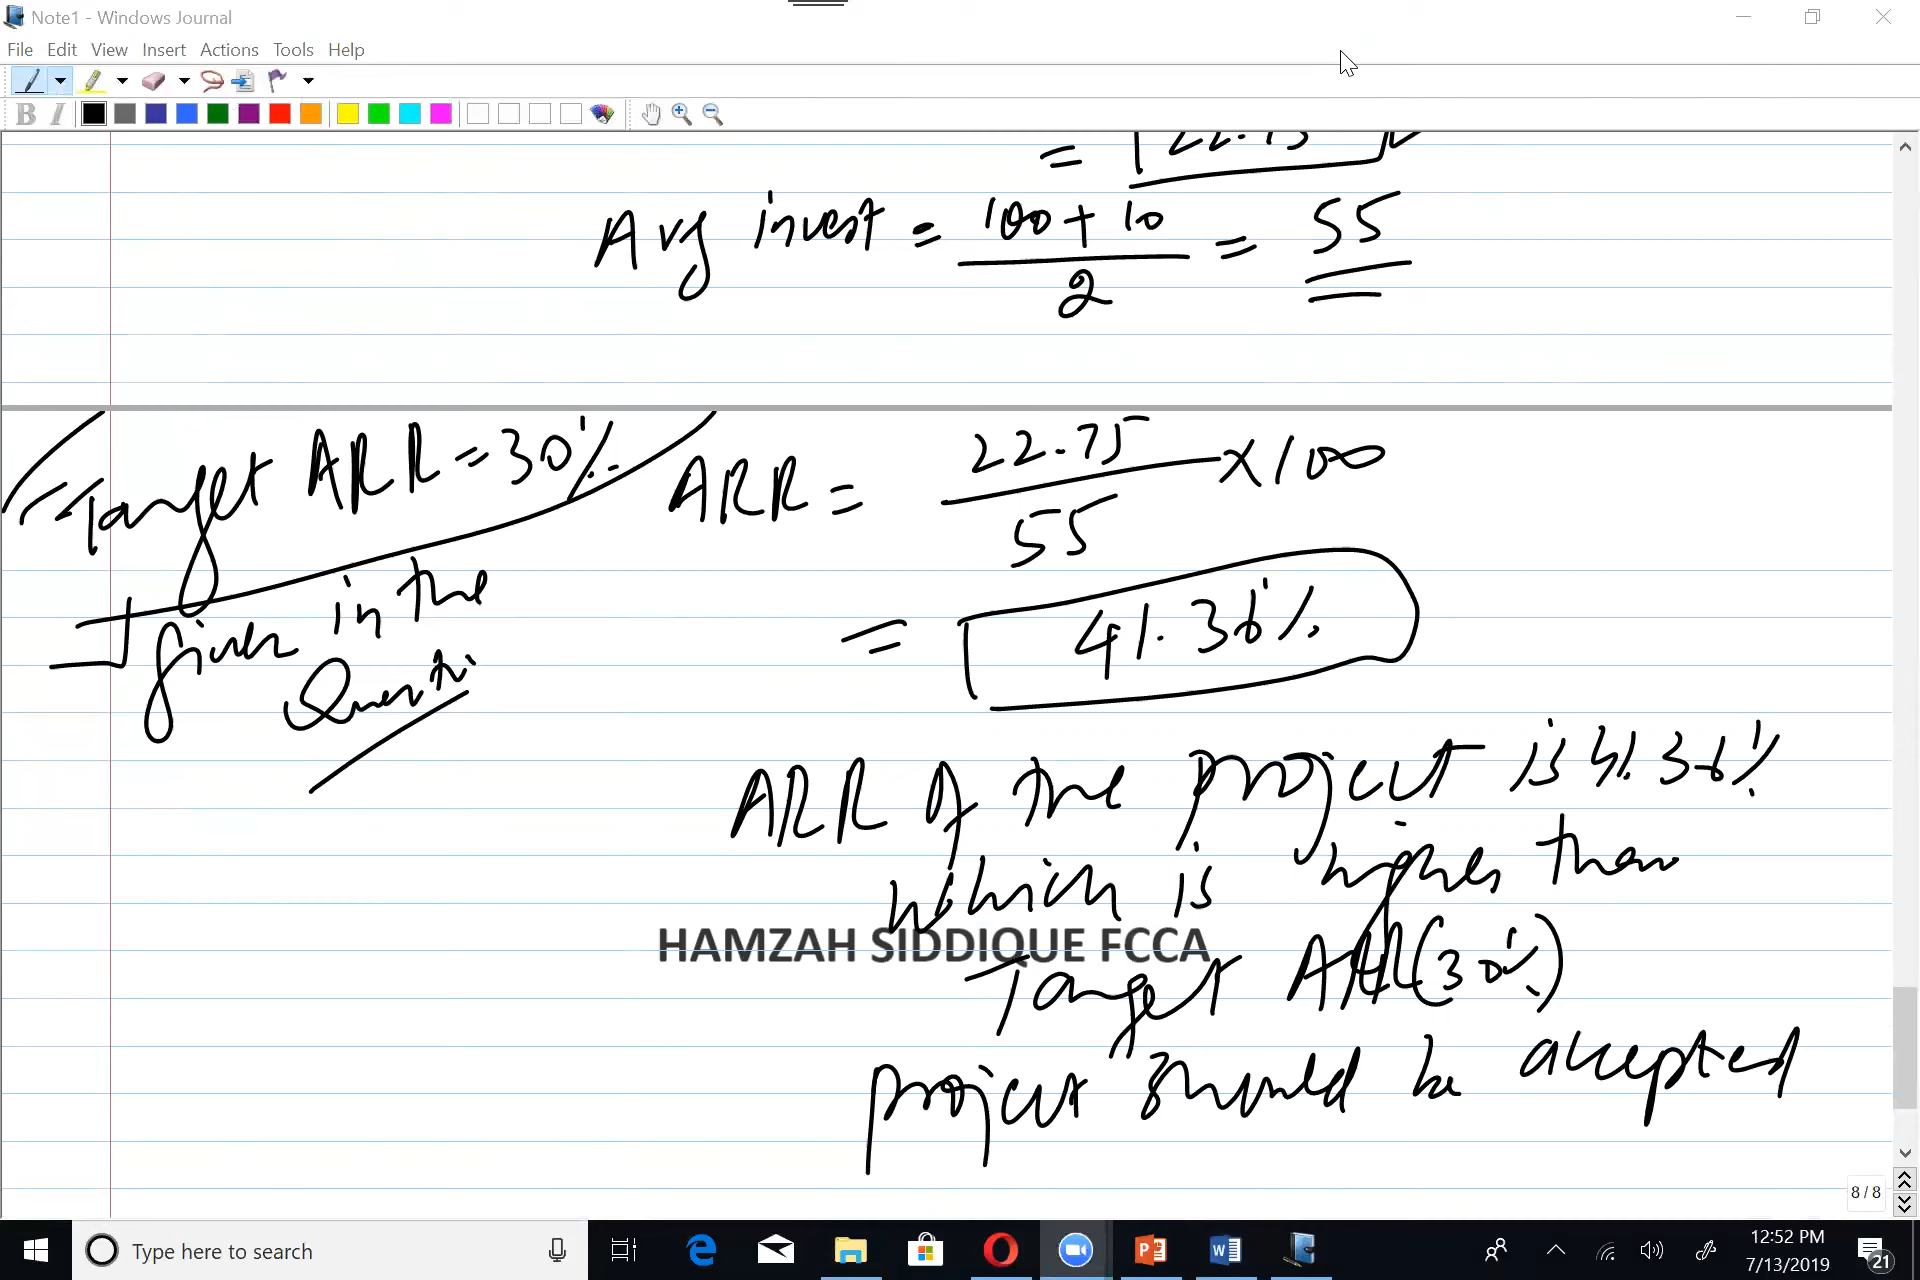 Note1 - Windows Journal
File Edit View Insert Actions Tools Help
B I
= 22.75
Avg invest = 100 + 10 / 2 = 55
Target ARR = 30%
given in the
ARR = 22.75 / 55 x 100
= 41.36%
ARR of the project is 41.36%
which is higher than
HAMZAH SIDDIQUE FCCA
Target ARR (30%)
project should be accepted
8 / 8
Type here to search
12:52 PM
7/13/2019
21